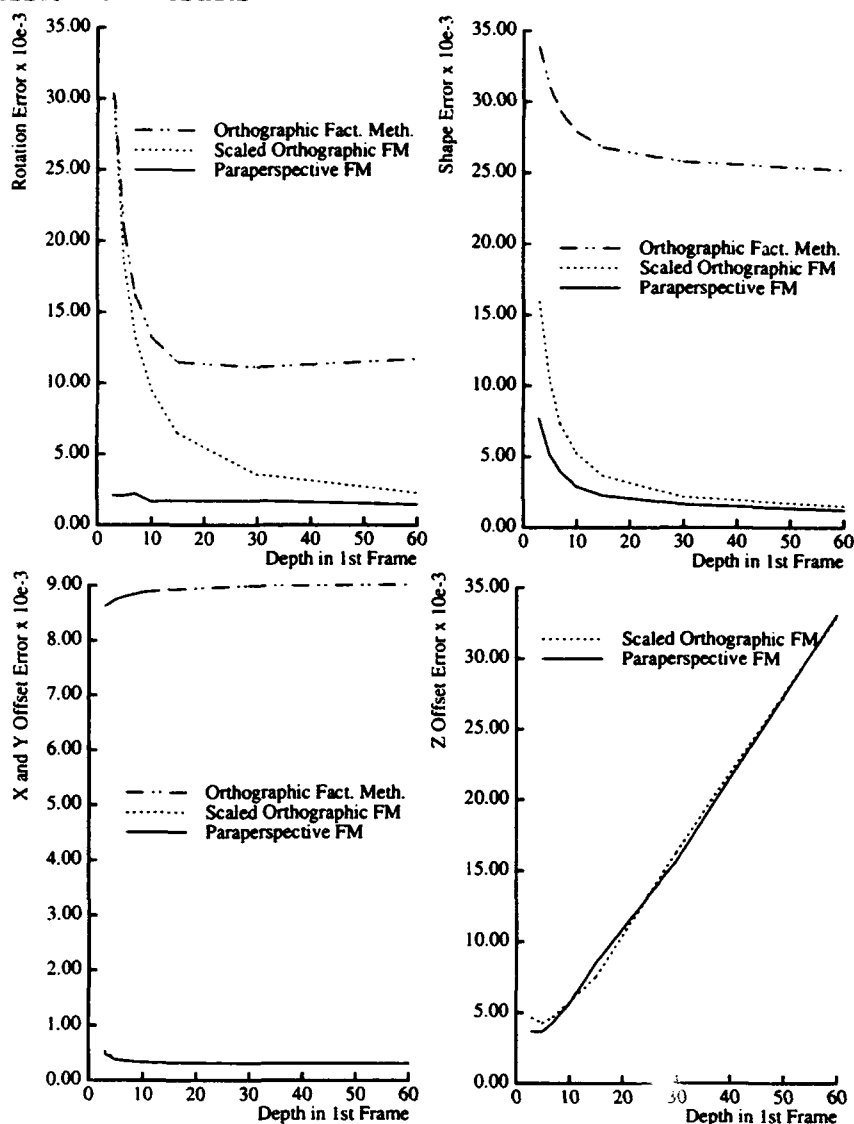 Rotation Error x 10e-3
35.00
30.00
25.00
20.00
15.00
10.00
5.00
0.00
Orthographic Fact. Meth.
Scaled Orthographic FM
Paraperspective FM
0 10 20 30 40 50 60
Depth in 1st Frame
Shape Error x 10e-3
35.00
30.00
25.00
20.00
15.00
10.00
5.00
0.00
Orthographic Fact. Meth.
Scaled Orthographic FM
Paraperspective FM
0 10 20 30 40 50 60
Depth in 1st Frame
X and Y Offset Error x 10e-3
9.00
8.00
7.00
6.00
5.00
4.00
3.00
2.00
1.00
0.00
Orthographic Fact. Meth.
Scaled Orthographic FM
Paraperspective FM
0 10 20 30 40 50 60
Depth in 1st Frame
Z Offset Error x 10e-3
35.00
30.00
25.00
20.00
15.00
10.00
5.00
0.00
Scaled Orthographic FM
Paraperspective FM
0 10 20 30 40 50 60
Depth in 1st Frame